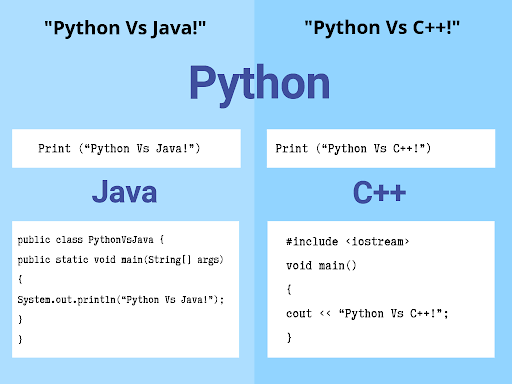 "Python Vs Java!"
"Python Vs C++!"
Python
Print (“Python Vs Java!”)
Print (“Python Vs C++!”)
Java
public class PythonVsJava {
public static void main(String[] args)
{
System.out.println(“Python Vs Java!”);
}
}
C++
#include <iostream>
void main()
{
cout << “Python Vs C++!”;
}